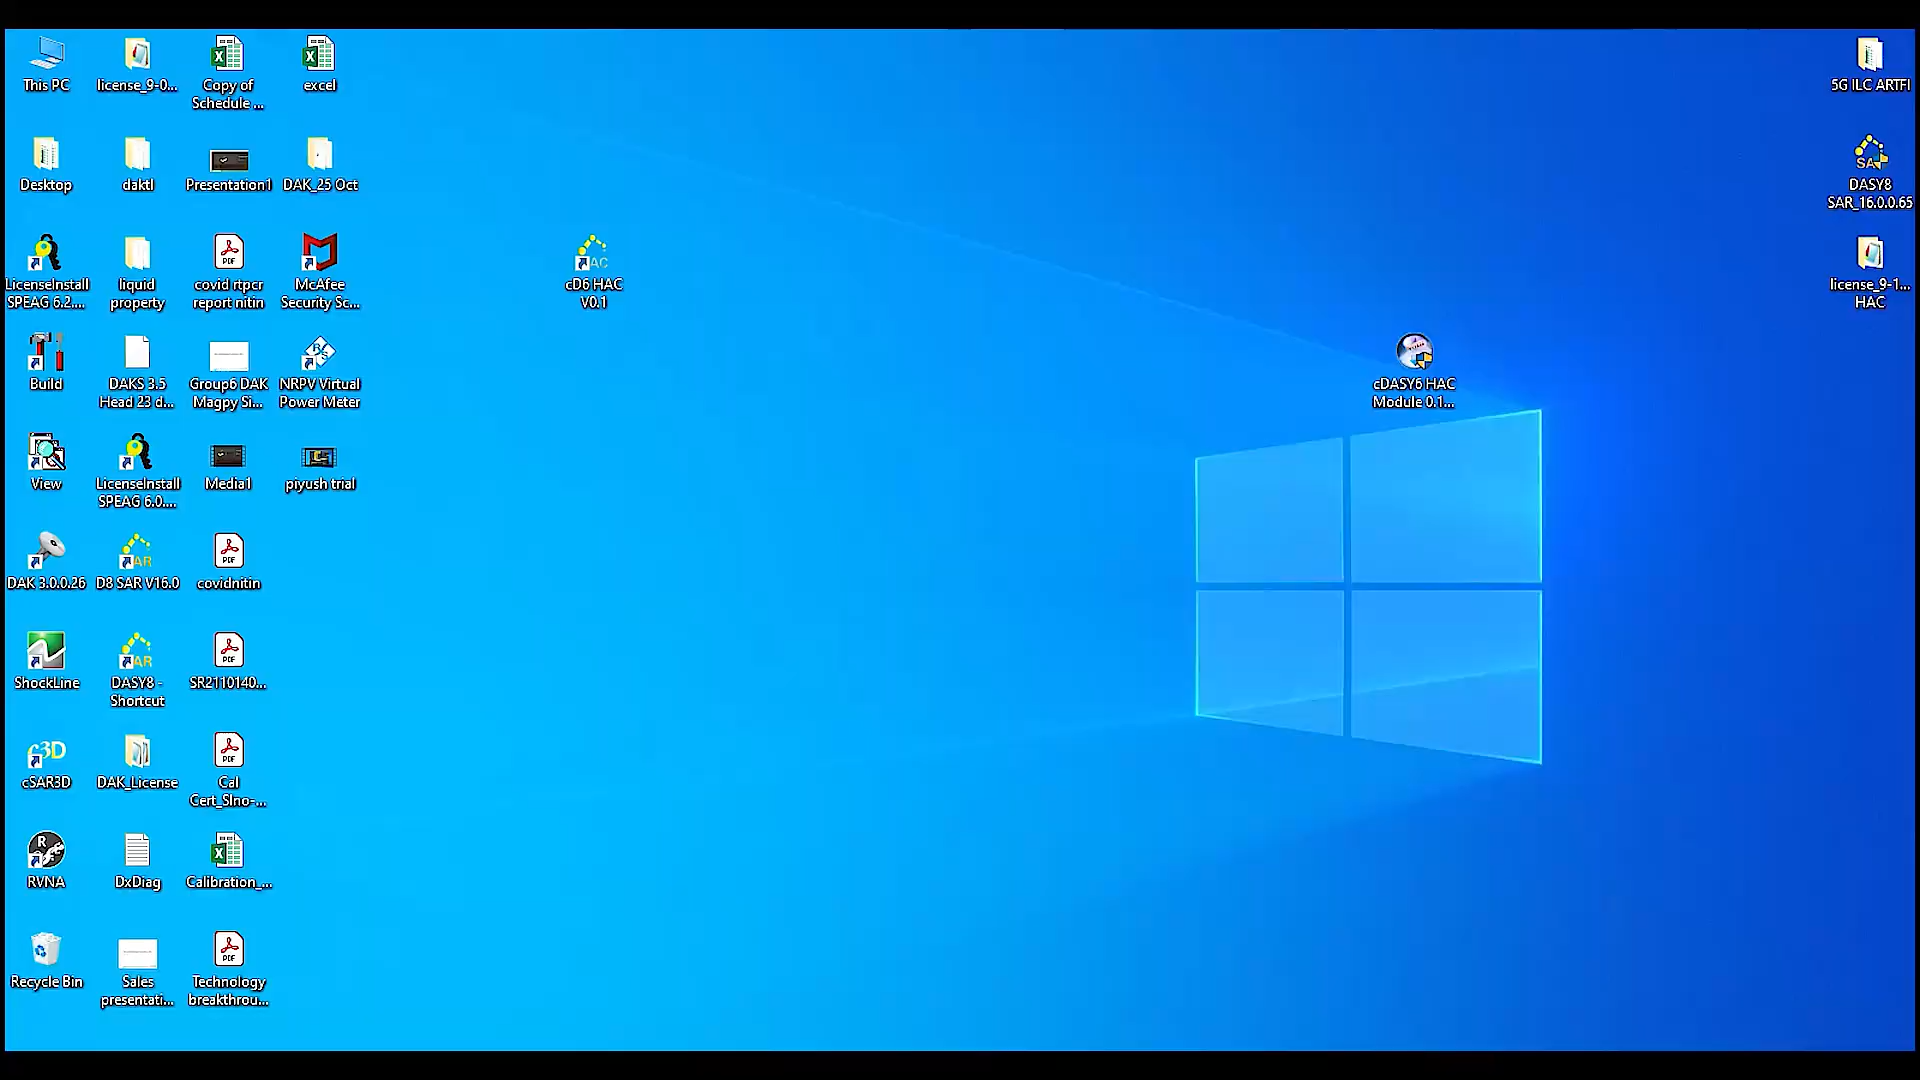 This PC
license_9-0...
Copy of
Schedule ...
excel
Desktop
daktl
Presentation1
DAK_25 Oct
LicenseInstall
SPEAG 6.2....
liquid
property
covid rtpcr
report nitin
McAfee
Security Sc...
Build
DAKS 3.5
Head 23 d...
Group6 DAK
Magpy Si...
NRPV Virtual
Power Meter
View
LicenseInstall
SPEAG 6.0....
Media1
piyush trial
DAK 3.0.0.26
D8 SAR V16.0
covidnitin
ShockLine
DASY8 -
Shortcut
SR2110140...
cSAR3D
DAK_License
Cal
Cert_Slno-...
RVNA
DxDiag
Calibration_...
Recycle Bin
Sales
presentati...
Technology
breakthrou...
cD6 HAC
V0.1
cDASY6 HAC
Module 0.1...
5G ILC ARTFI
DASY8
SAR_16.0.0.65
license_9-1...
HAC